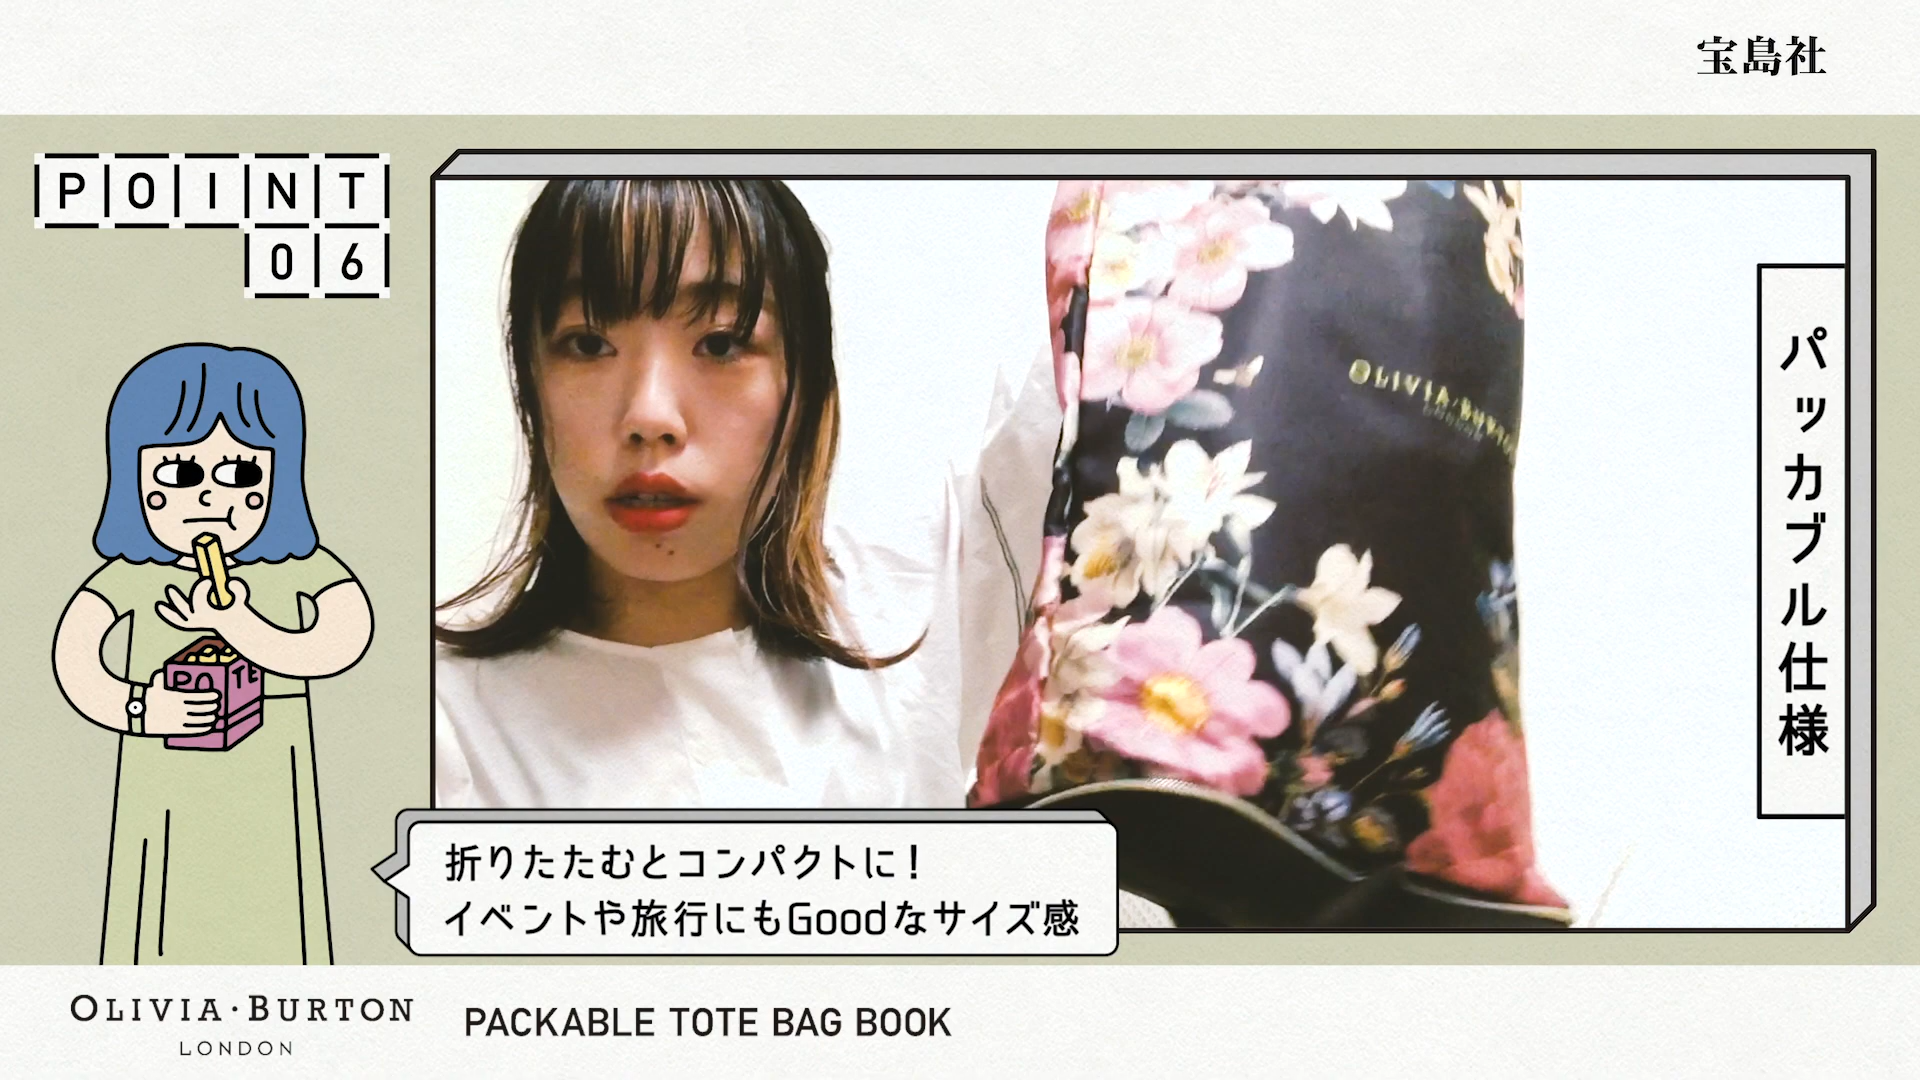 宝島社
POINT
06
パッカブル仕様
OLIVIA·BURTON
PO
TE
折りたたむとコンパクトに！
イベントや旅行にもGoodなサイズ感
OLIVIA·BURTON
LONDON
PACKABLE TOTE BAG BOOK